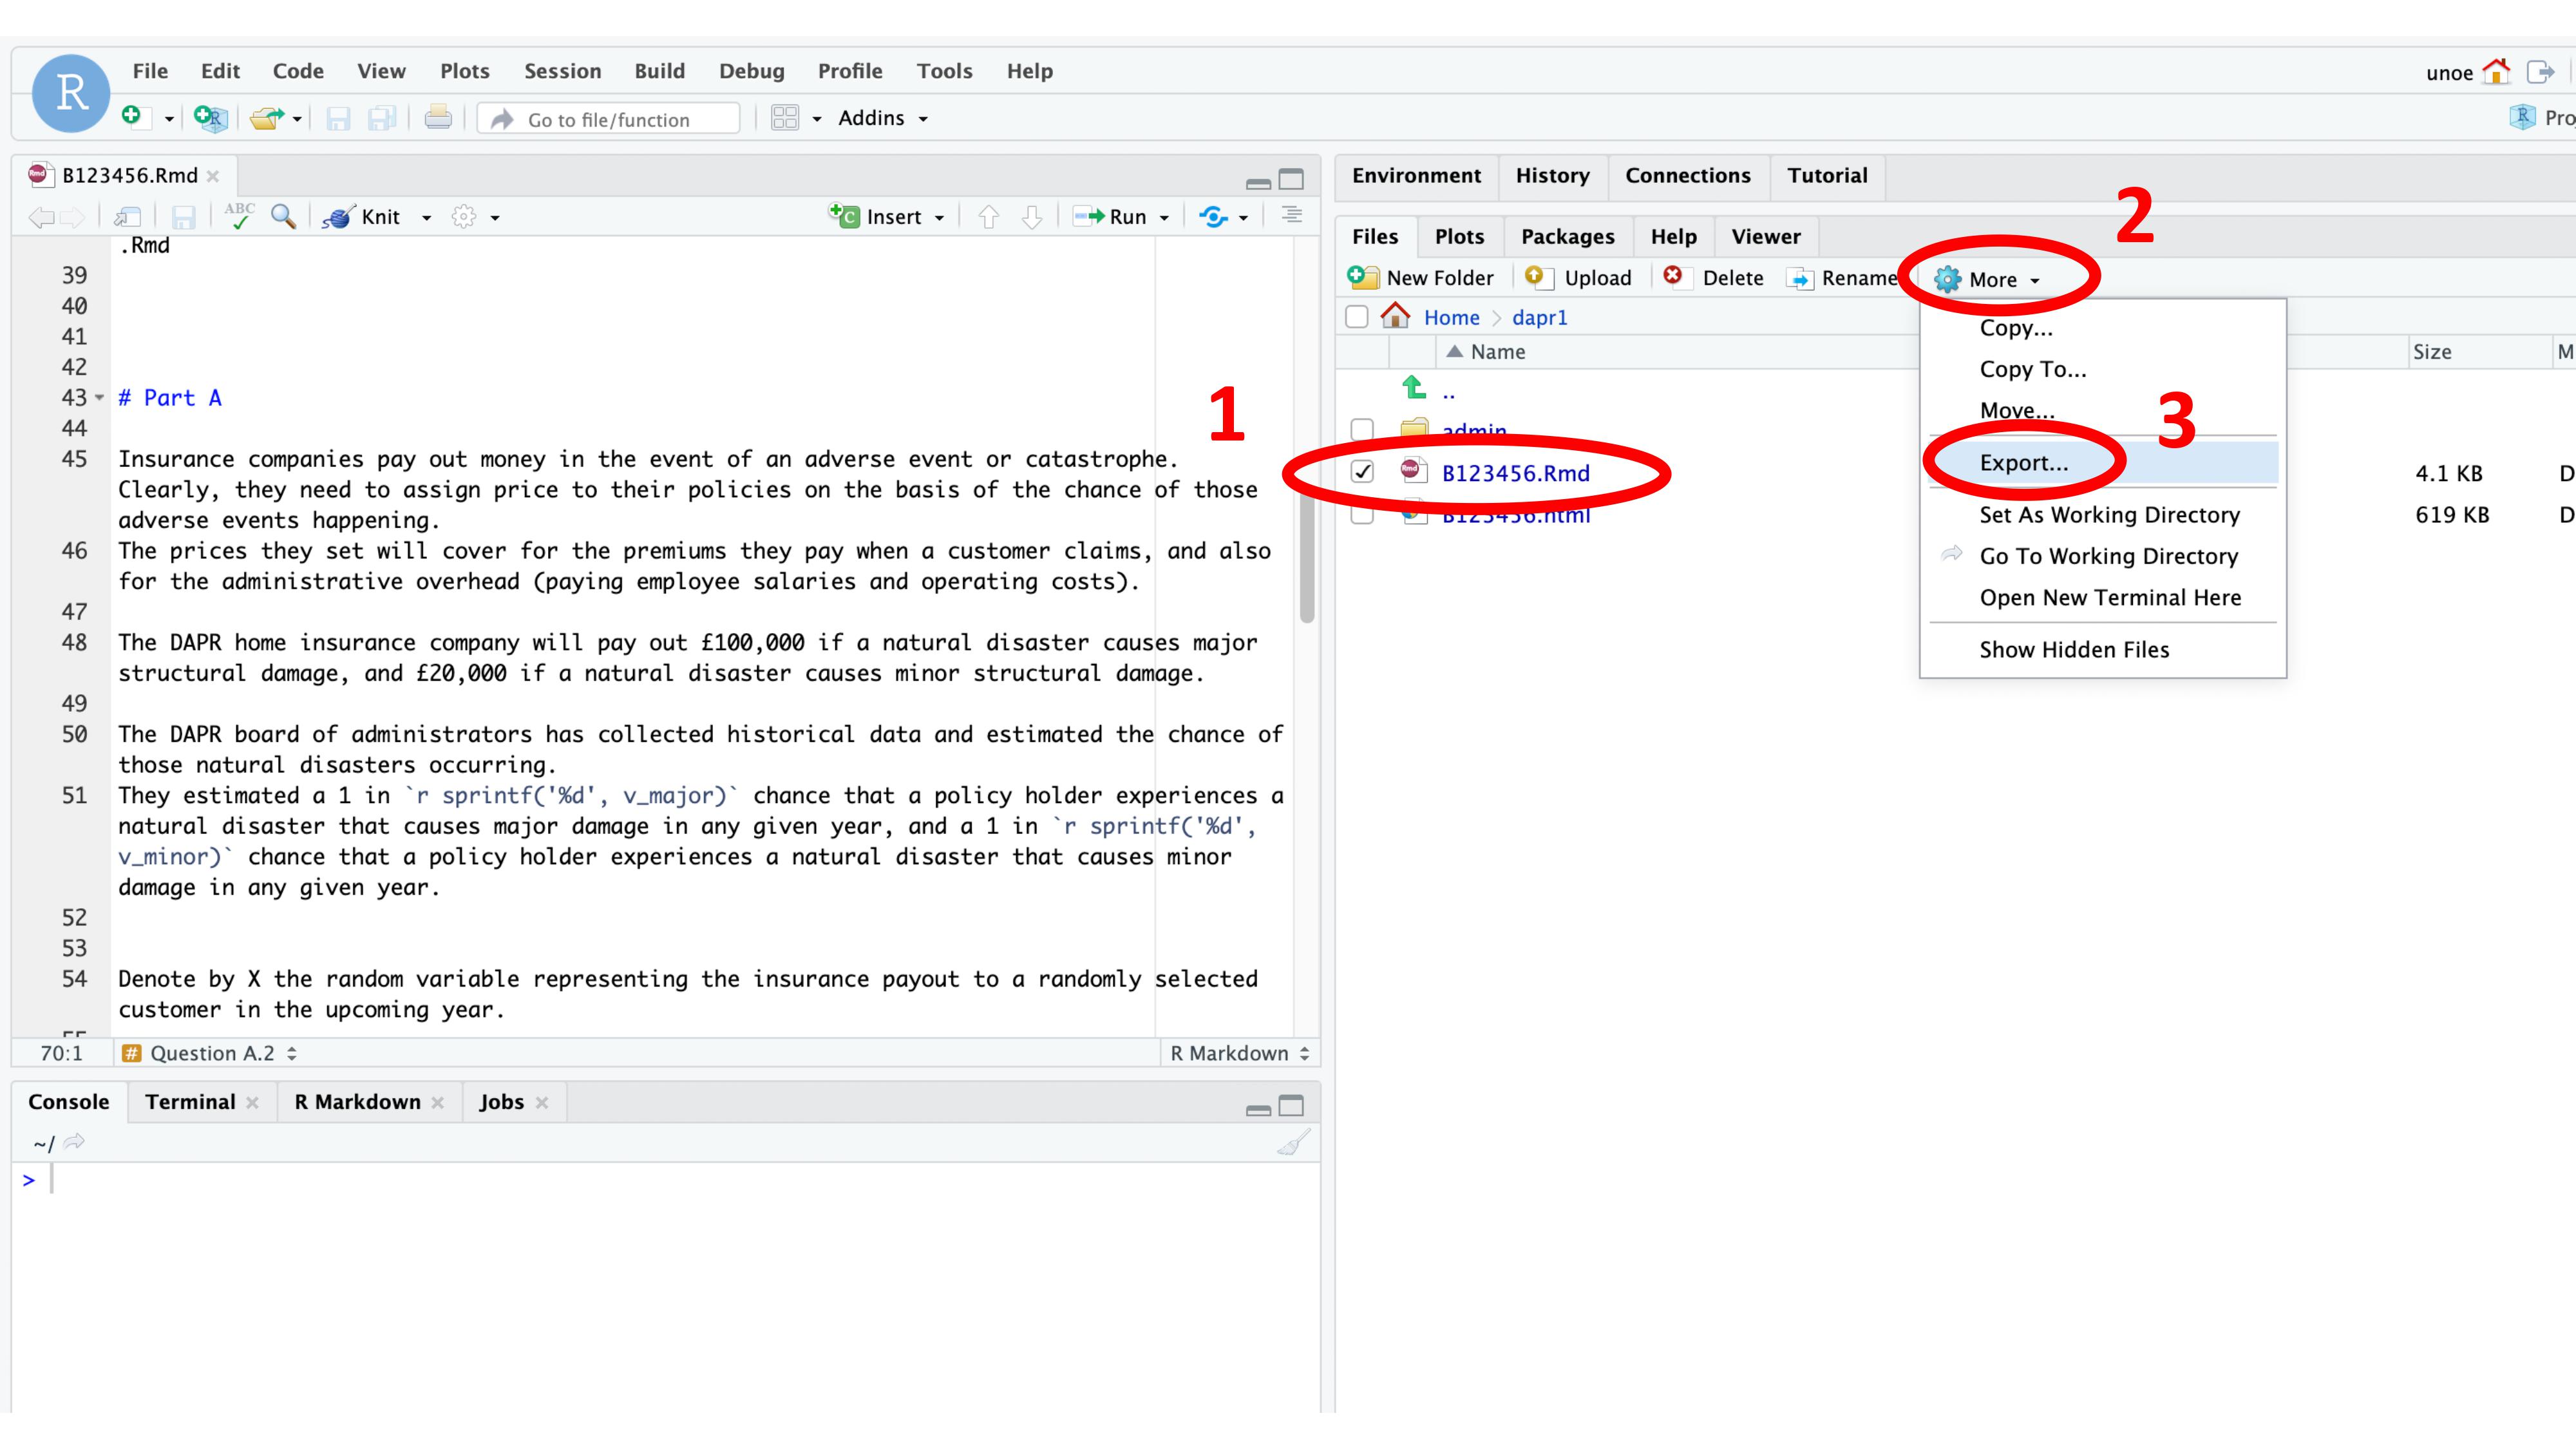 R
File Edit Code View Plots Session Build Debug Profile Tools Help
unoe
Go to file/function
Addins
B123456.Rmd
ABC
Knit
Insert
Run
.Rmd
39
40
41
42
43 # Part A
44
45 Insurance companies pay out money in the event of an adverse event or catastrophe.
Clearly, they need to assign price to their policies on the basis of the chance of those
adverse events happening.
46 The prices they set will cover for the premiums they pay when a customer claims, and also
for the administrative overhead (paying employee salaries and operating costs).
47
48 The DAPR home insurance company will pay out £100,000 if a natural disaster causes major
structural damage, and £20,000 if a natural disaster causes minor structural damage.
49
50 The DAPR board of administrators has collected historical data and estimated the chance of
those natural disasters occurring.
51 They estimated a 1 in `r sprintf('%d', v_major)` chance that a policy holder experiences a
natural disaster that causes major damage in any given year, and a 1 in `r sprintf('%d',
v_minor)` chance that a policy holder experiences a natural disaster that causes minor
damage in any given year.
52
53
54 Denote by X the random variable representing the insurance payout to a randomly selected
customer in the upcoming year.
55
70:1 # Question A.2
R Markdown
Console Terminal R Markdown Jobs
~/
>
Environment History Connections Tutorial
2
Files Plots Packages Help Viewer
New Folder Upload Delete Rename More
Home > dapr1
Name
Size
..
admin
1
B123456.Rmd
4.1 KB
B123456.html
619 KB
Copy...
Copy To...
Move...
3
Export...
Set As Working Directory
Go To Working Directory
Open New Terminal Here
Show Hidden Files